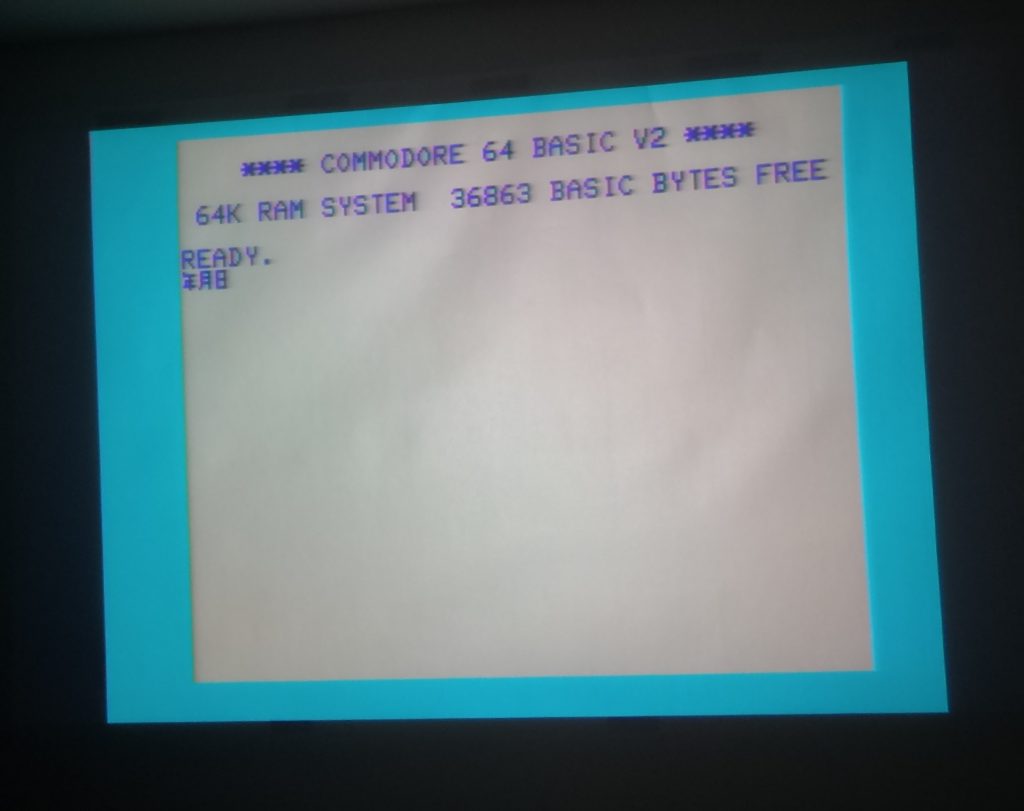 **** COMMODORE 64 BASIC V2 ****
64K RAM SYSTEM  36863 BASIC BYTES FREE
READY.
年月日